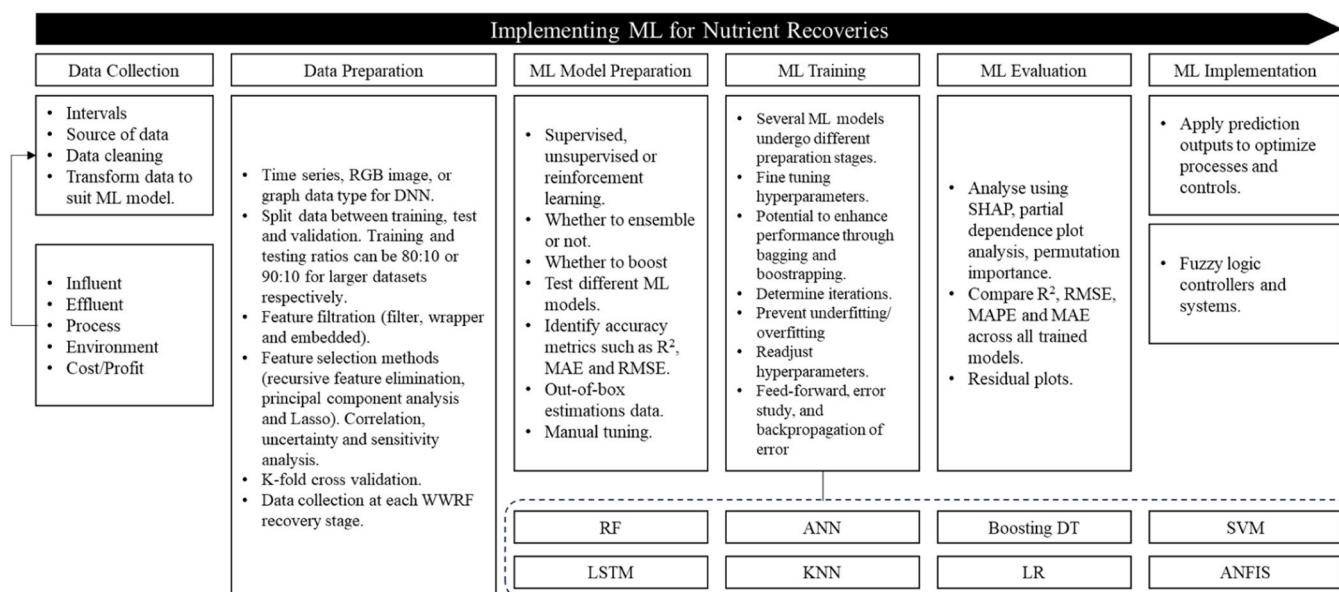 Implementing ML for Nutrient Recoveries
Data Collection
• Intervals
• Source of data
• Data cleaning
• Transform data to
suit ML model.
• Influent
• Effluent
• Process
• Environment
• Cost/Profit
Data Preparation
• Time series, RGB image, or
graph data type for DNN.
• Split data between training, test
and validation. Training and
testing ratios can be 80:10 or
90:10 for larger datasets
respectively.
• Feature filtration (filter, wrapper
and embedded).
• Feature selection methods
(recursive feature elimination,
principal component analysis
and Lasso). Correlation,
uncertainty and sensitivity
analysis.
• K-fold cross validation.
• Data collection at each WWRF
recovery stage.
ML Model Preparation
• Supervised,
unsupervised or
reinforcement
learning.
• Whether to ensemble
or not.
• Whether to boost
• Test different ML
models.
• Identify accuracy
metrics such as R², 
MAE and RMSE.
• Out-of-box
estimations data.
• Manual tuning.
ML Training
• Several ML models
undergo different
preparation stages.
• Fine tuning
hyperparameters.
• Potential to enhance
performance through
bagging and
boostrapping.
• Determine iterations.
• Prevent underfitting/
overfitting
• Readjust
hyperparameters.
• Feed-forward, error
study, and
backpropagation of
error
ML Evaluation
• Analyse using
SHAP, partial
dependence plot
analysis, permutation
importance.
• Compare R², RMSE,
MAPE and MAE
across all trained
models.
• Residual plots.
ML Implementation
• Apply prediction
outputs to optimize
processes and
controls.
• Fuzzy logic
controllers and
systems.
RF
ANN
Boosting DT
SVM
LSTM
KNN
LR
ANFIS